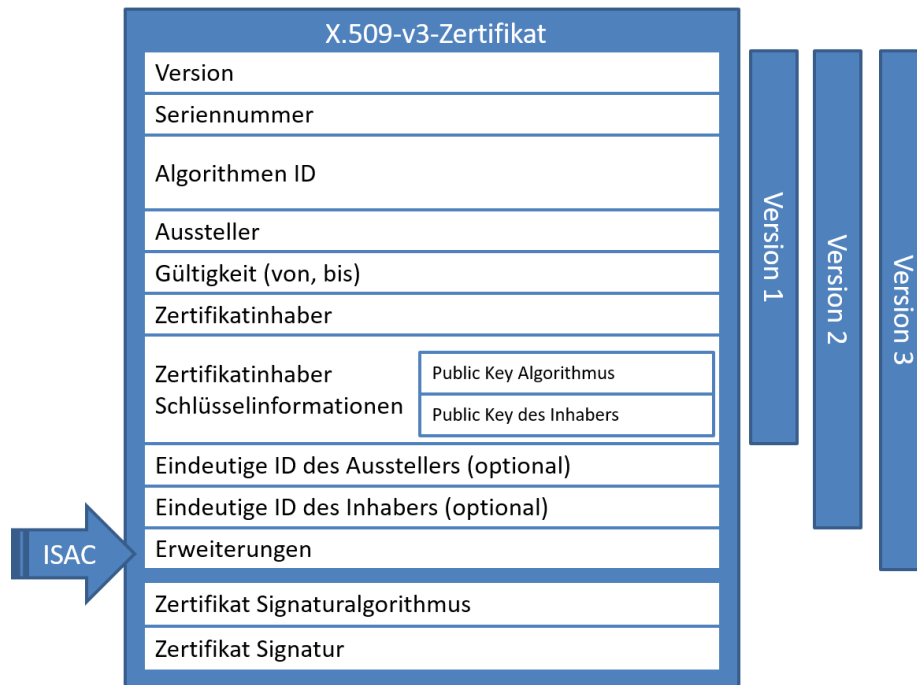 X.509-v3-Zertifikat
Version
Seriennummer
Algorithmen ID
Aussteller
Gültigkeit (von, bis)
Zertifikatinhaber
Zertifikatinhaber
Schlüsselinformationen
Public Key Algorithmus
Public Key des Inhabers
Eindeutige ID des Ausstellers (optional)
Eindeutige ID des Inhabers (optional)
Erweiterungen
Zertifikat Signaturalgorithmus
Zertifikat Signatur
ISAC
Version 1
Version 2
Version 3